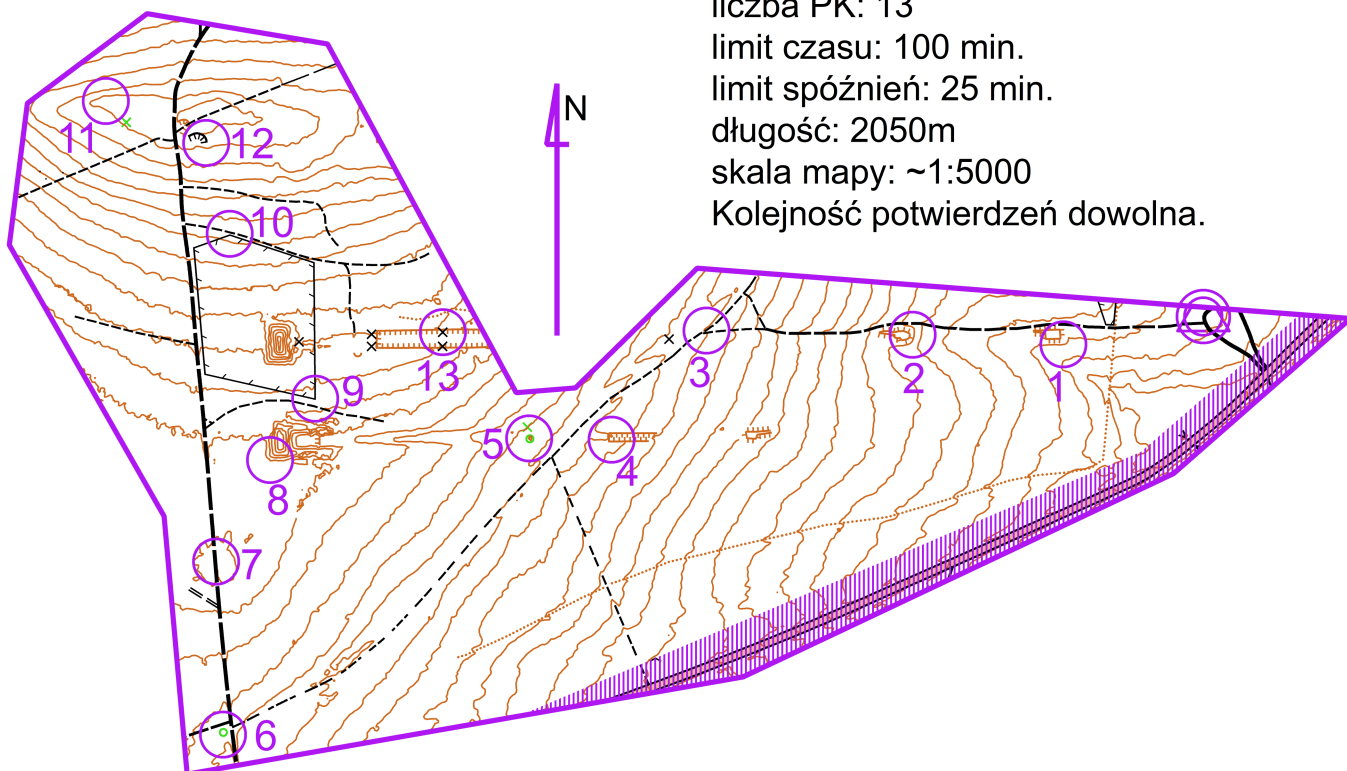 liczba PK: 13
limit czasu: 100 min.
limit spóźnień: 25 min.
długość: 2050m
skala mapy: ~1:5000
Kolejność potwierdzeń dowolna.
N
11
12
10
13
3
2
1
9
5
4
8
7
6